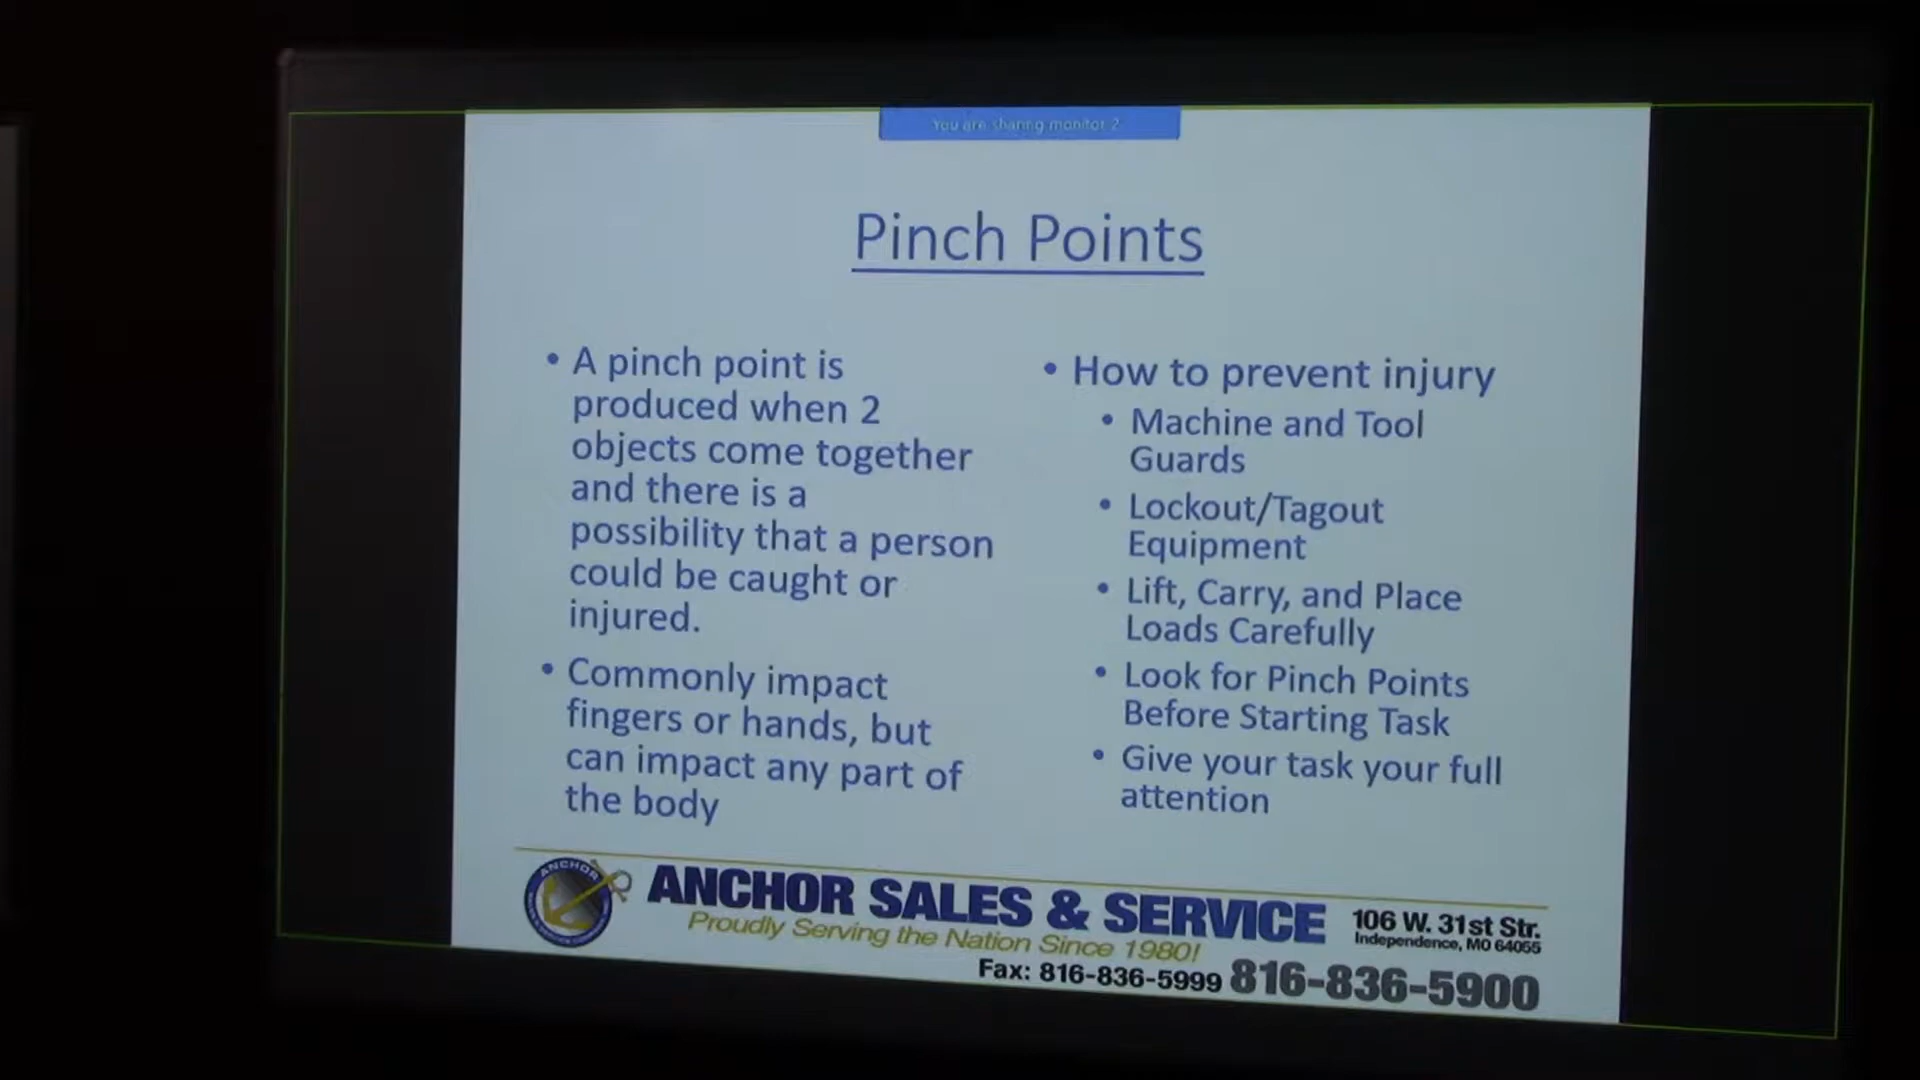 You are sharing monitor 2
Pinch Points
• A pinch point is
produced when 2
objects come together
and there is a
possibility that a person
could be caught or
injured.
• Commonly impact
fingers or hands, but
can impact any part of
the body
• How to prevent injury
• Machine and Tool
Guards
• Lockout/Tagout
Equipment
• Lift, Carry, and Place
Loads Carefully
• Look for Pinch Points
Before Starting Task
• Give your task your full
attention
ANCHOR
ANCHOR SALES & SERVICE
Proudly Serving the Nation Since 1980!
106 W. 31st Str.
Independence, MO 64055
Fax: 816-836-5999 816-836-5900